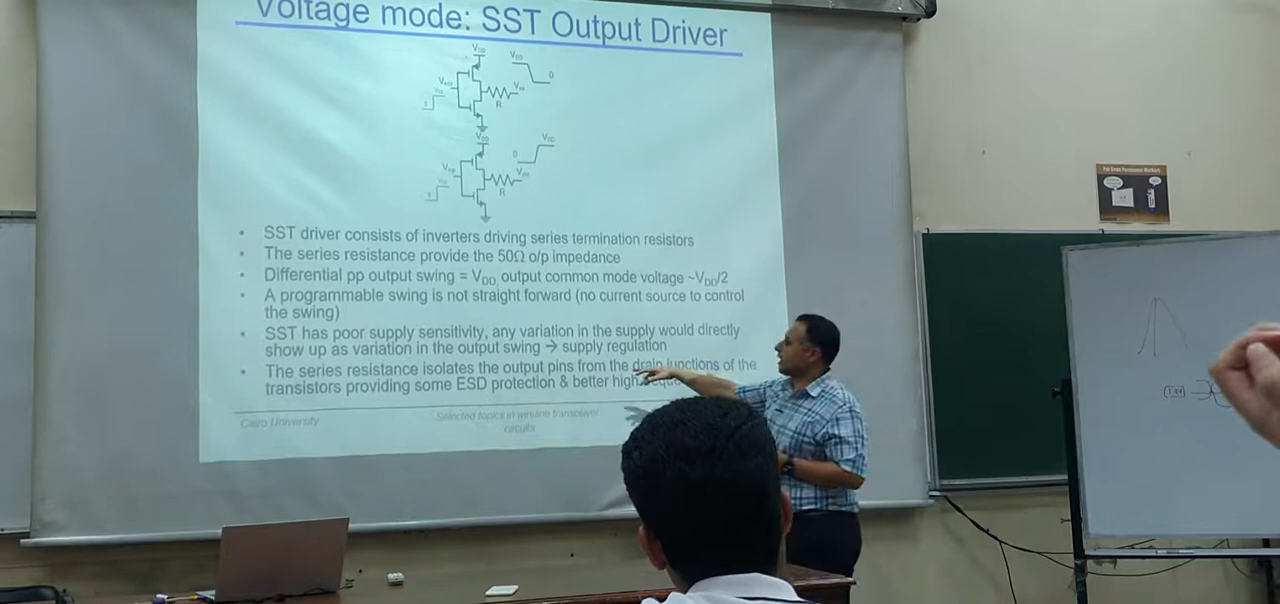 Voltage mode: SST Output Driver
VDD
VDD
0
R
VDD
VDD
0
R
• SST driver consists of inverters driving series termination resistors
• The series resistance provide the 50Ω o/p impedance
• Differential pp output swing = VDD, output common mode voltage ~VDD/2
• A programmable swing is not straight forward (no current source to control
the swing)
• SST has poor supply sensitivity, any variation in the supply would directly
show up as variation in the output swing → supply regulation
• The series resistance isolates the output pins from the drain junctions of the
transistors providing some ESD protection & better high
Cairo University
Selected topics in wireline transceiver
circuits